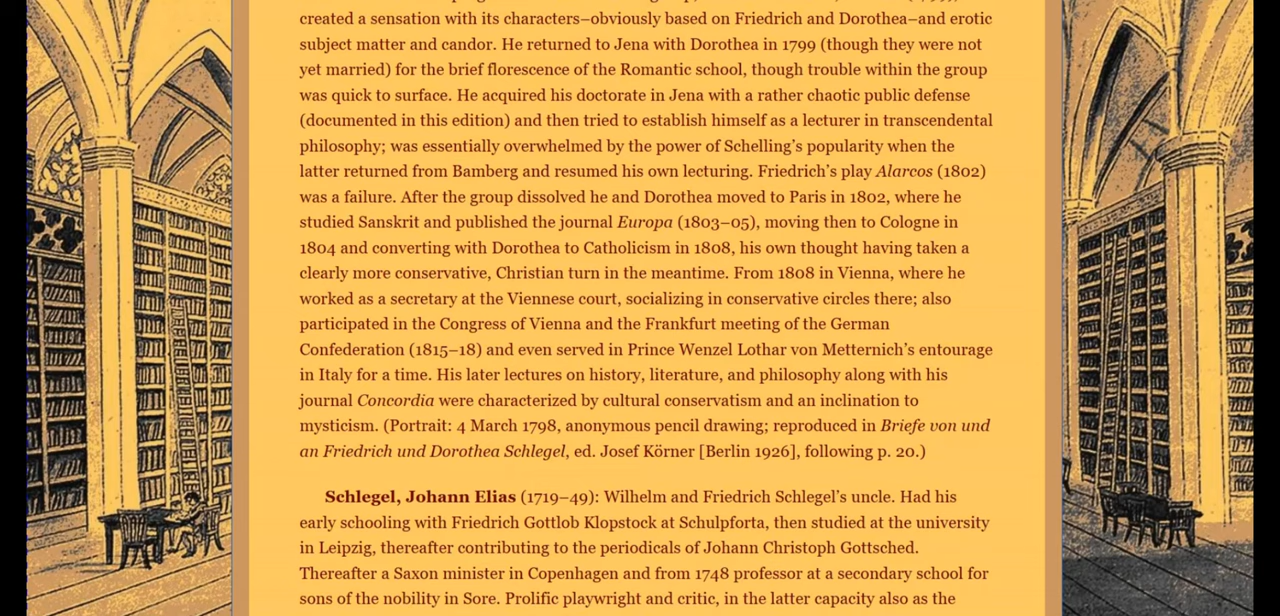 created a sensation with its characters–obviously based on Friedrich and Dorothea–and erotic
subject matter and candor. He returned to Jena with Dorothea in 1799 (though they were not
yet married) for the brief florescence of the Romantic school, though trouble within the group
was quick to surface. He acquired his doctorate in Jena with a rather chaotic public defense
(documented in this edition) and then tried to establish himself as a lecturer in transcendental
philosophy; was essentially overwhelmed by the power of Schelling’s popularity when the
latter returned from Bamberg and resumed his own lecturing. Friedrich’s play Alarcos (1802)
was a failure. After the group dissolved he and Dorothea moved to Paris in 1802, where he
studied Sanskrit and published the journal Europa (1803–05), moving then to Cologne in
1804 and converting with Dorothea to Catholicism in 1808, his own thought having taken a
clearly more conservative, Christian turn in the meantime. From 1808 in Vienna, where he
worked as a secretary at the Viennese court, socializing in conservative circles there; also
participated in the Congress of Vienna and the Frankfurt meeting of the German
Confederation (1815–18) and even served in Prince Wenzel Lothar von Metternich’s entourage
in Italy for a time. His later lectures on history, literature, and philosophy along with his
journal Concordia were characterized by cultural conservatism and an inclination to
mysticism. (Portrait: 4 March 1798, anonymous pencil drawing; reproduced in Briefe von und
an Friedrich und Dorothea Schlegel, ed. Josef Körner [Berlin 1926], following p. 20.)
Schlegel, Johann Elias (1719–49): Wilhelm and Friedrich Schlegel’s uncle. Had his
early schooling with Friedrich Gottlob Klopstock at Schulpforta, then studied at the university
in Leipzig, thereafter contributing to the periodicals of Johann Christoph Gottsched.
Thereafter a Saxon minister in Copenhagen and from 1748 professor at a secondary school for
sons of the nobility in Sore. Prolific playwright and critic, in the latter capacity also as the